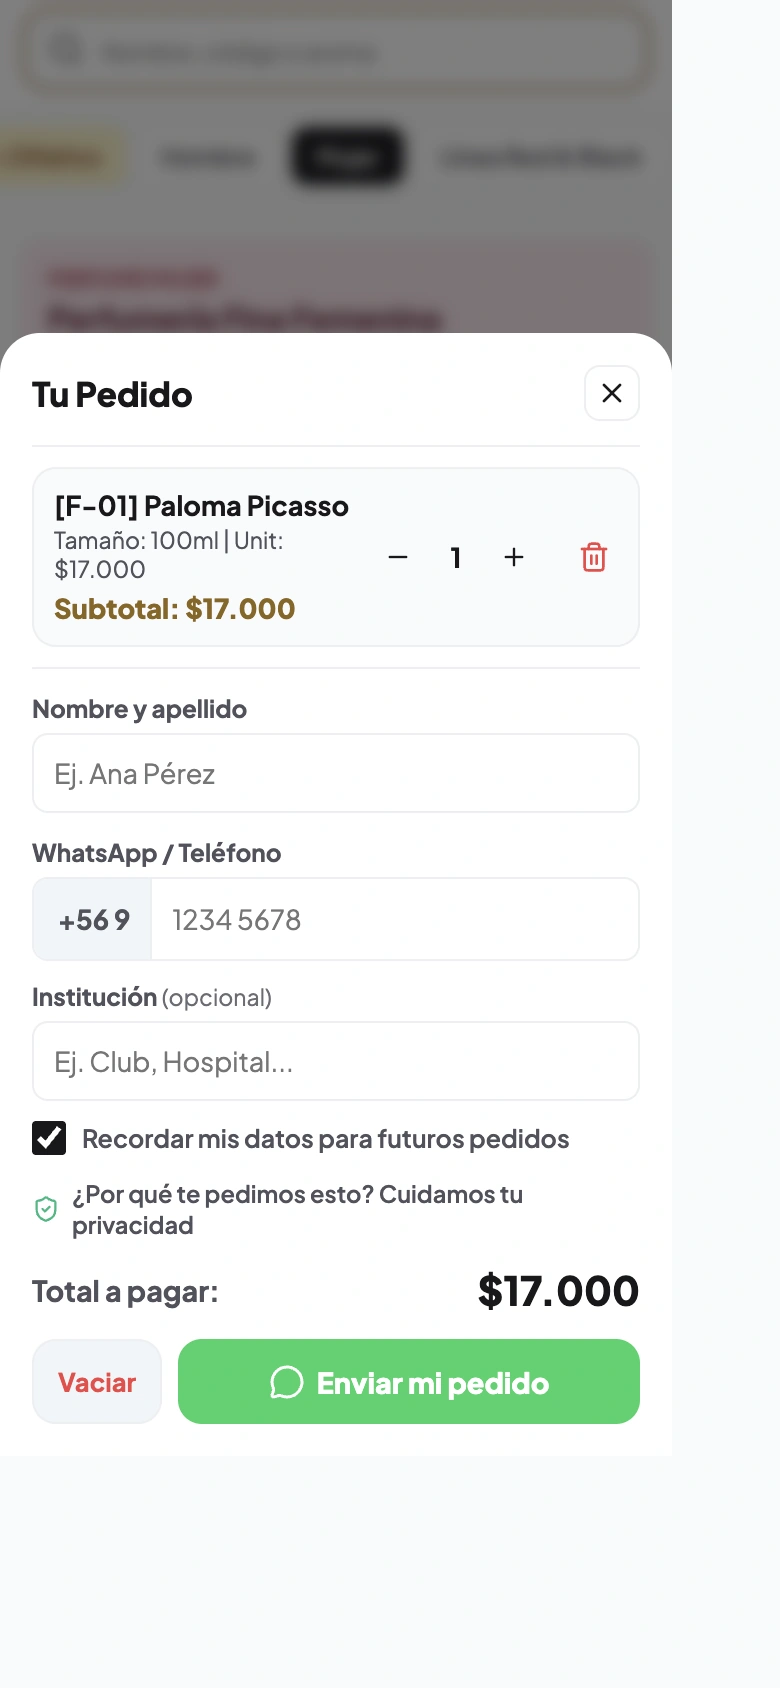 Tu Pedido
[F-01] Paloma Picasso
Tamaño: 100ml | Unit:
$17.000
Subtotal: $17.000
1
Nombre y apellido
Ej. Ana Pérez
WhatsApp / Teléfono
+56 9 1234 5678
Institución (opcional)
Ej. Club, Hospital...
Recordar mis datos para futuros pedidos
¿Por qué te pedimos esto? Cuidamos tu
privacidad
Total a pagar: $17.000
Vaciar
Enviar mi pedido